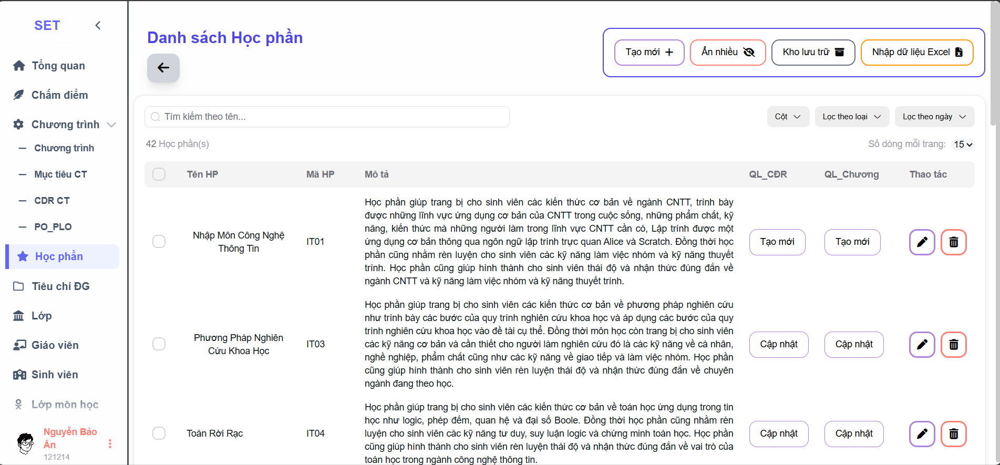 SET
Tổng quan
Chấm điểm
Chương trình
Chương trình
Mục tiêu CT
CDR CT
PO_PLO
Học phần
Tiêu chí ĐG
Lớp
Giáo viên
Sinh viên
Lớp môn học
Nguyễn Bảo
Ân
121214
Danh sách Học phần
Tạo mới
Ẩn nhiều
Kho lưu trữ
Nhập dữ liệu Excel
Tìm kiếm theo tên...
Cột
Lọc theo loại
Lọc theo ngày
42 Học phần(s)
Số dòng mỗi trang: 15
Tên HP Mã HP Mô tả QL_CĐR QL_Chương Thao tác
Nhập Môn Công Nghệ
Thông Tin
IT01
Học phần giúp trang bị cho sinh viên các kiến thức cơ bản về ngành CNTT, trình bày
được những lĩnh vực ứng dụng cơ bản của CNTT trong cuộc sống, những phẩm chất, kỹ
năng, kiến thức mà những người làm trong lĩnh vực CNTT cần có, Lập trình được một
ứng dụng cơ bản thông qua ngôn ngữ lập trình trực quan Alice và Scratch. Đồng thời học
phần cũng nhằm rèn luyện cho sinh viên các kỹ năng làm việc nhóm và kỹ năng thuyết
trình. Học phần cũng giúp hình thành cho sinh viên thái độ và nhận thức đúng đắn về
ngành CNTT và kỹ năng làm việc nhóm và kỹ năng thuyết trình.
Tạo mới
Tạo mới
Phương Pháp Nghiên
Cứu Khoa Học
IT03
Học phần giúp trang bị cho sinh viên các kiến thức cơ bản về phương pháp nghiên cứu
như trình bày các bước của quy trình nghiên cứu khoa học và áp dụng các bước của quy
trình nghiên cứu khoa học vào đề tài cụ thể. Đồng thời môn học còn trang bị cho sinh viên
các kỹ năng cơ bản và cần thiết cho người làm nghiên cứu đó là các kỹ năng về cá nhân,
nghề nghiệp, phẩm chất cũng như các kỹ năng về giao tiếp và làm việc nhóm. Học phần
cũng giúp hình thành cho sinh viên rèn luyện thái độ và nhận thức đúng đắn về chuyên
ngành đang theo học.
Cập nhật
Cập nhật
Toán Rời Rạc
IT04
Học phần giúp trang bị cho sinh viên các kiến thức cơ bản về toán học ứng dụng trong tin
học như logic, phép đếm, quan hệ và đại số Boole. Đồng thời học phần cũng nhằm rèn
luyện cho sinh viên các kỹ năng tư duy, suy luận logic và chứng minh toán học. Học phần
cũng giúp hình thành cho sinh viên rèn luyện thái độ và nhận thức đúng đắn về vai trò của
toán học trong ngành công nghệ thông tin.
Cập nhật
Cập nhật